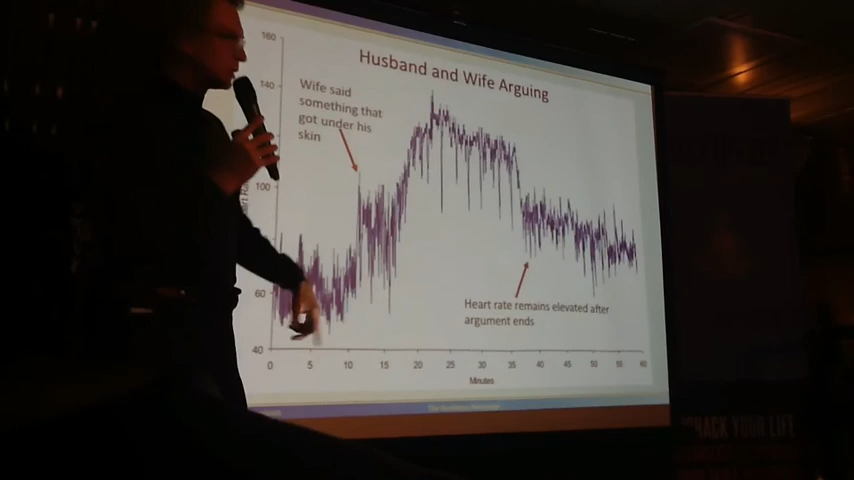 Husband and Wife Arguing
Wife said
something that
got under his
skin
Heart rate remains elevated after
argument ends
160
140
100
60
40
0 5 10 15 20 25 30 35 40 45 50 55 60
Minutes
YOUR LIFE